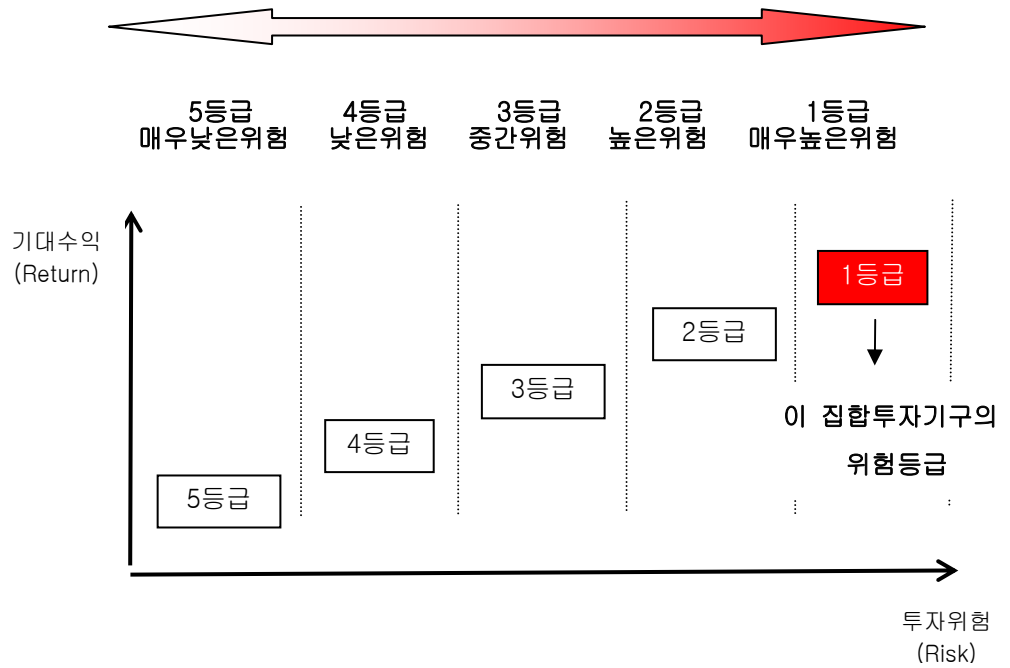 5등급 4등급 3등급 2등급 1등급
매우낮은위험 낮은위험 중간위험 높은위험 매우높은위험
기대수익
(Return)
1등급
2등급
3등급
이 집합투자기구의
4등급
위험등급
5등급
투자위험
(Risk)